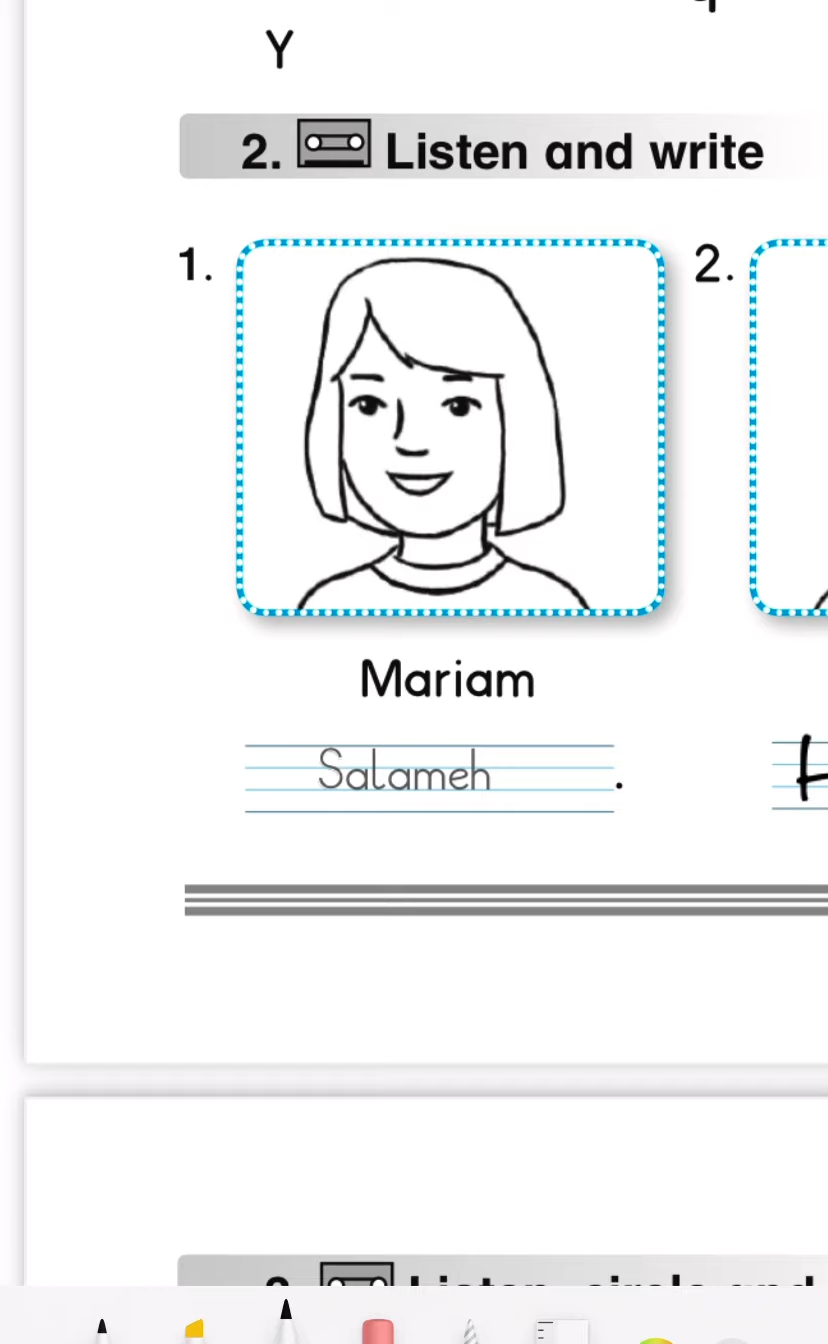 Y
2. Listen and write
1.
2.
Mariam
Salameh .